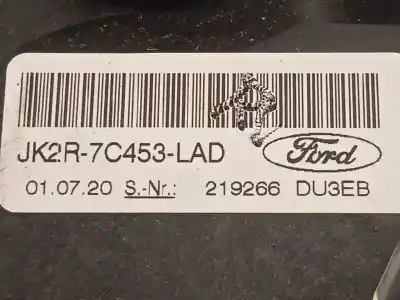 JK2R-7C453-LAD
Ford
01.07.20 S.-Nr.: 219266 DU3EB